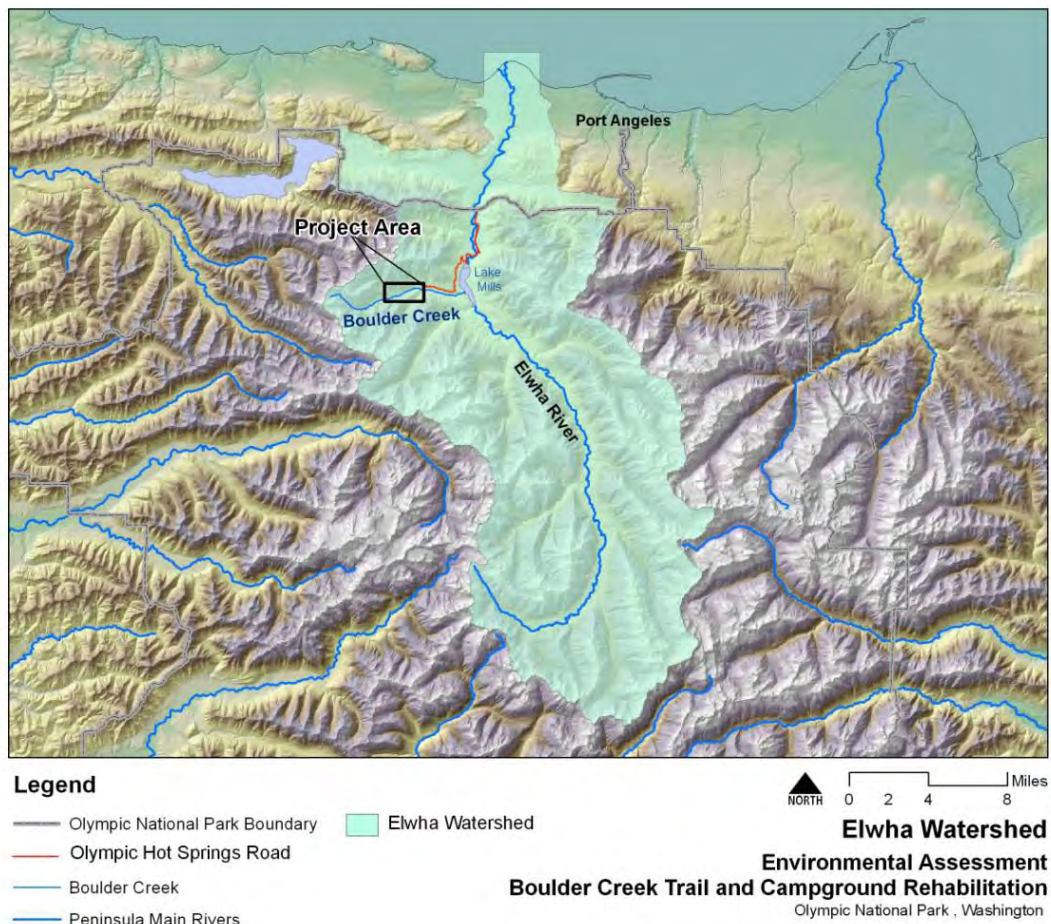 Port Angeles
Project Area
Lake
Mills
Boulder Creek
Elwha River
Legend
Olympic National Park Boundary
Elwha Watershed
Olympic Hot Springs Road
Boulder Creek
Peninsula Main Rivers
NORTH
0 2 4 8
Miles
Elwha Watershed
Environmental Assessment
Boulder Creek Trail and Campground Rehabilitation
Olympic National Park , Washington